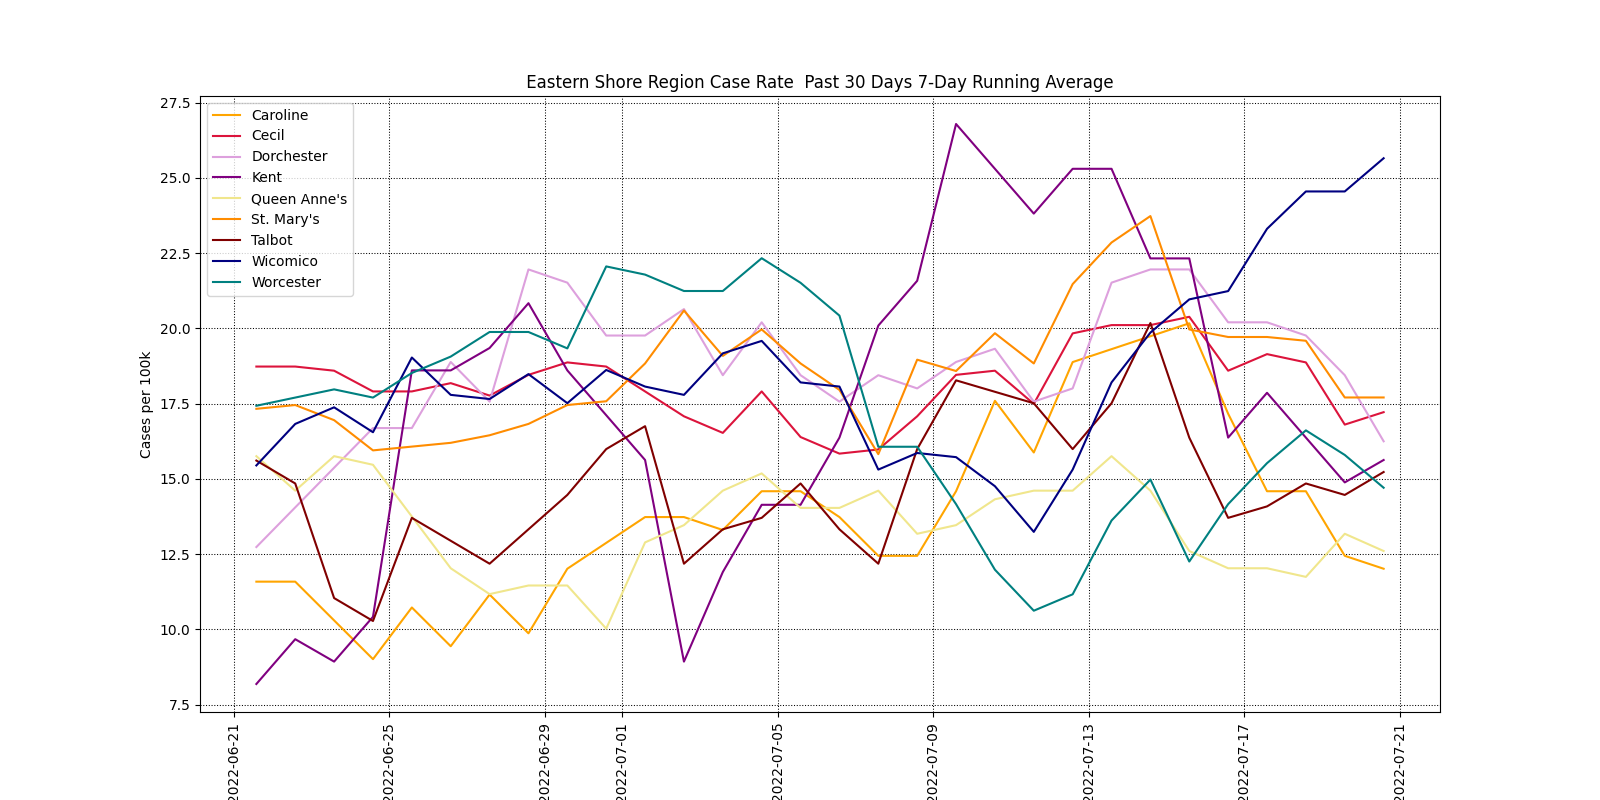 Eastern Shore Region Case Rate  Past 30 Days 7-Day Running Average
Cases per 100k
27.5
25.0
22.5
20.0
17.5
15.0
12.5
10.0
7.5
Caroline
Cecil
Dorchester
Kent
Queen Anne's
St. Mary's
Talbot
Wicomico
Worcester
2022-06-21
2022-06-25
2022-06-29
2022-07-01
2022-07-05
2022-07-09
2022-07-13
2022-07-17
2022-07-21